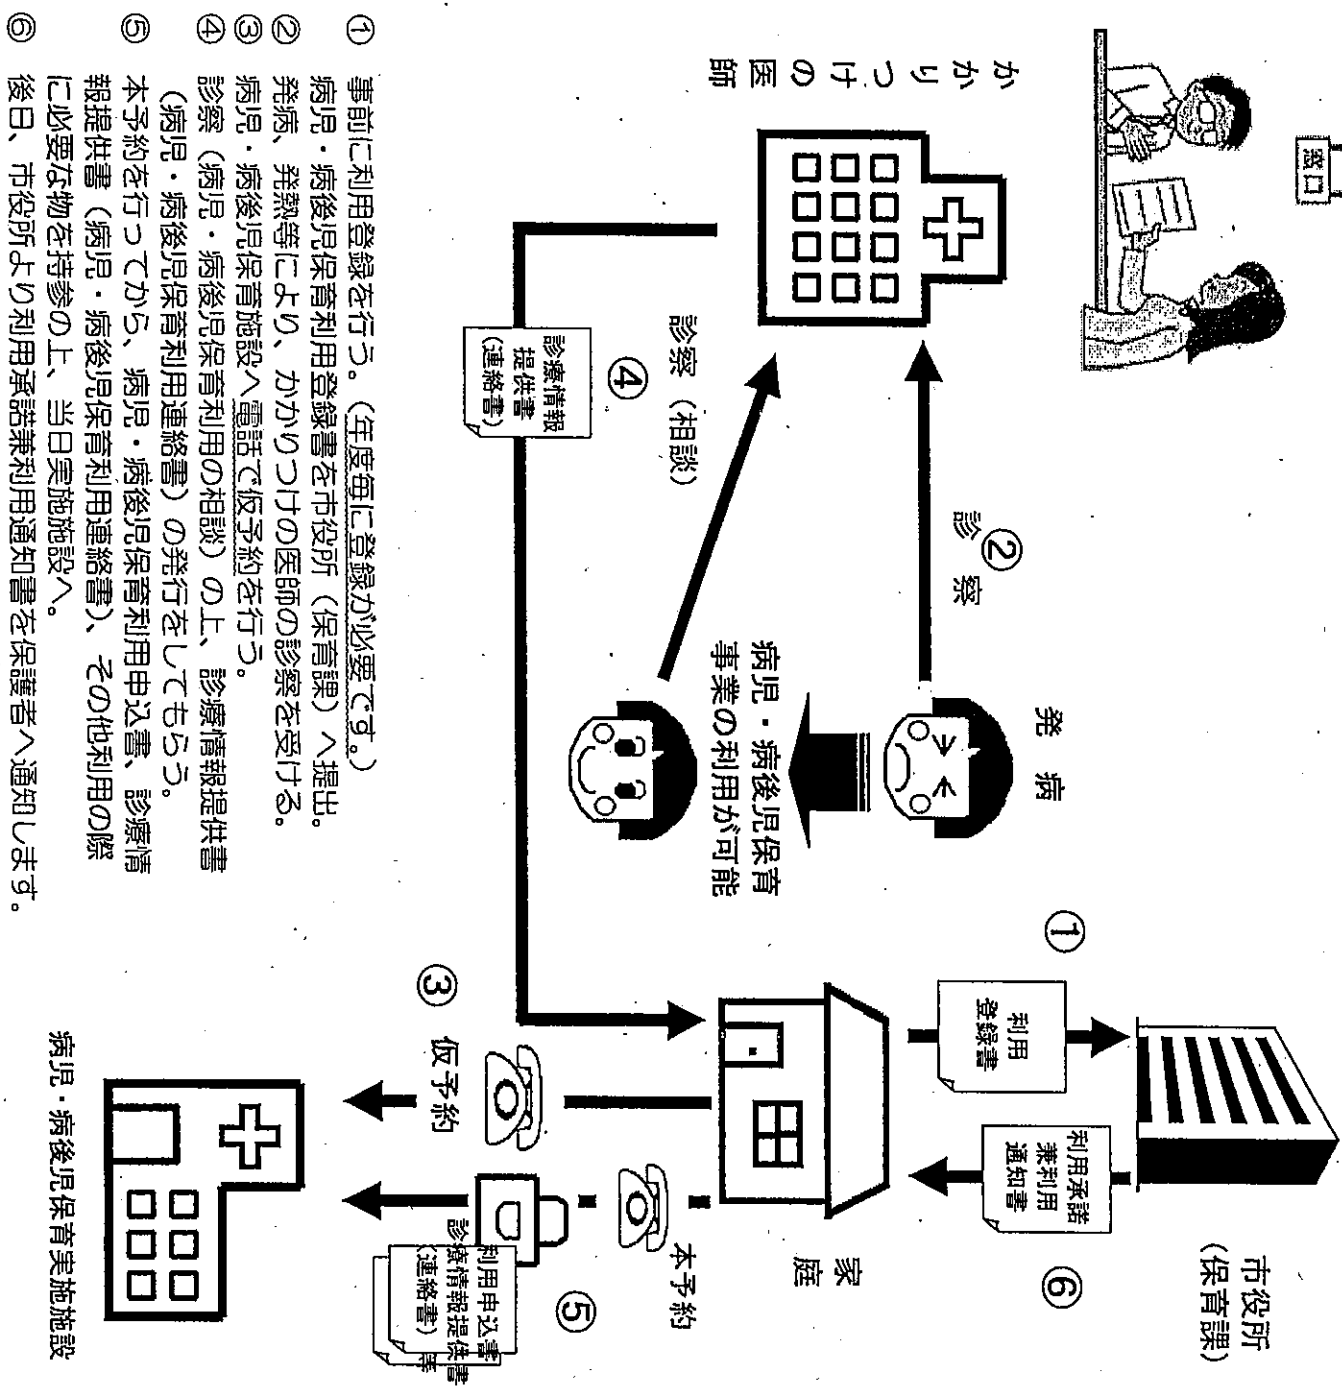 窓口
かかりつけの医師
診察(相談)
②
診察
発病
病児・病後児保育
事業の利用が可能
④
診療情報
提供書
(連絡書)
①
利用
登録書
利用承諾
兼利用
通知書
⑥
市役所
(保育課)
家庭
③
仮予約
本予約
⑤
利用申込書
診療情報提供書
(連絡書)等
病児・病後児保育実施施設
① 事前に利用登録を行う。(年度毎に登録が必要です。)
病児・病後児保育利用登録書を市役所(保育課)へ提出。
② 発病、発熱等により、かかりつけの医師の診察を受ける。
③ 病児・病後児保育施設へ電話で仮予約を行う。
④ 診察(病児・病後児保育利用の相談)の上、診療情報提供書
(病児・病後児保育利用連絡書)の発行をしてもらう。
⑤ 本予約を行ってから、病児・病後児保育利用申込書、診療情
報提供書(病児・病後児保育利用連絡書)、その他利用の際
に必要な物を持参の上、当日実施施設へ。
⑥ 後日、市役所より利用承諾兼利用通知書を保護者へ通知します。